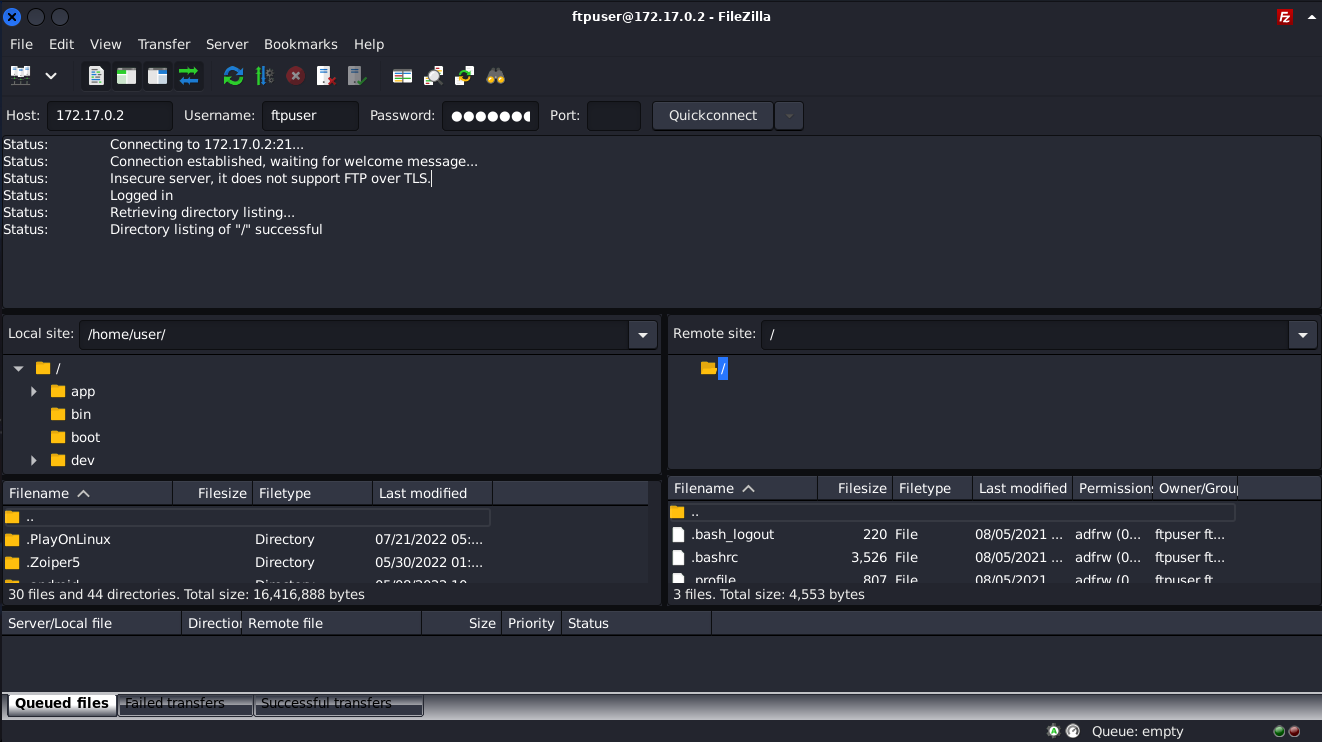 ftpuser@172.17.0.2 - FileZilla
File Edit View Transfer Server Bookmarks Help
Host: 172.17.0.2 Username: ftpuser Password: ●●●●●●● Port: Quickconnect
Status: Connecting to 172.17.0.2:21...
Status: Connection established, waiting for welcome message...
Status: Insecure server, it does not support FTP over TLS.
Status: Logged in
Status: Retrieving directory listing...
Status: Directory listing of "/" successful
Local site: /home/user/
/
app
bin
boot
dev
Filename Filesize Filetype Last modified
..
.PlayOnLinux Directory 07/21/2022 05:...
.Zoiper5 Directory 05/30/2022 01:...
.android Directory
30 files and 44 directories. Total size: 16,416,888 bytes
Remote site: /
/
Filename Filesize Filetype Last modified Permissions Owner/Group
..
.bash_logout 220 File 08/05/2021 ... adfrw (0... ftpuser ft...
.bashrc 3,526 File 08/05/2021 ... adfrw (0... ftpuser ft...
.profile 807 File 08/05/2021 ... adfrw (0... ftpuser ft...
3 files. Total size: 4,553 bytes
Server/Local file Direction Remote file Size Priority Status
Queued files Failed transfers Successful transfers
Queue: empty